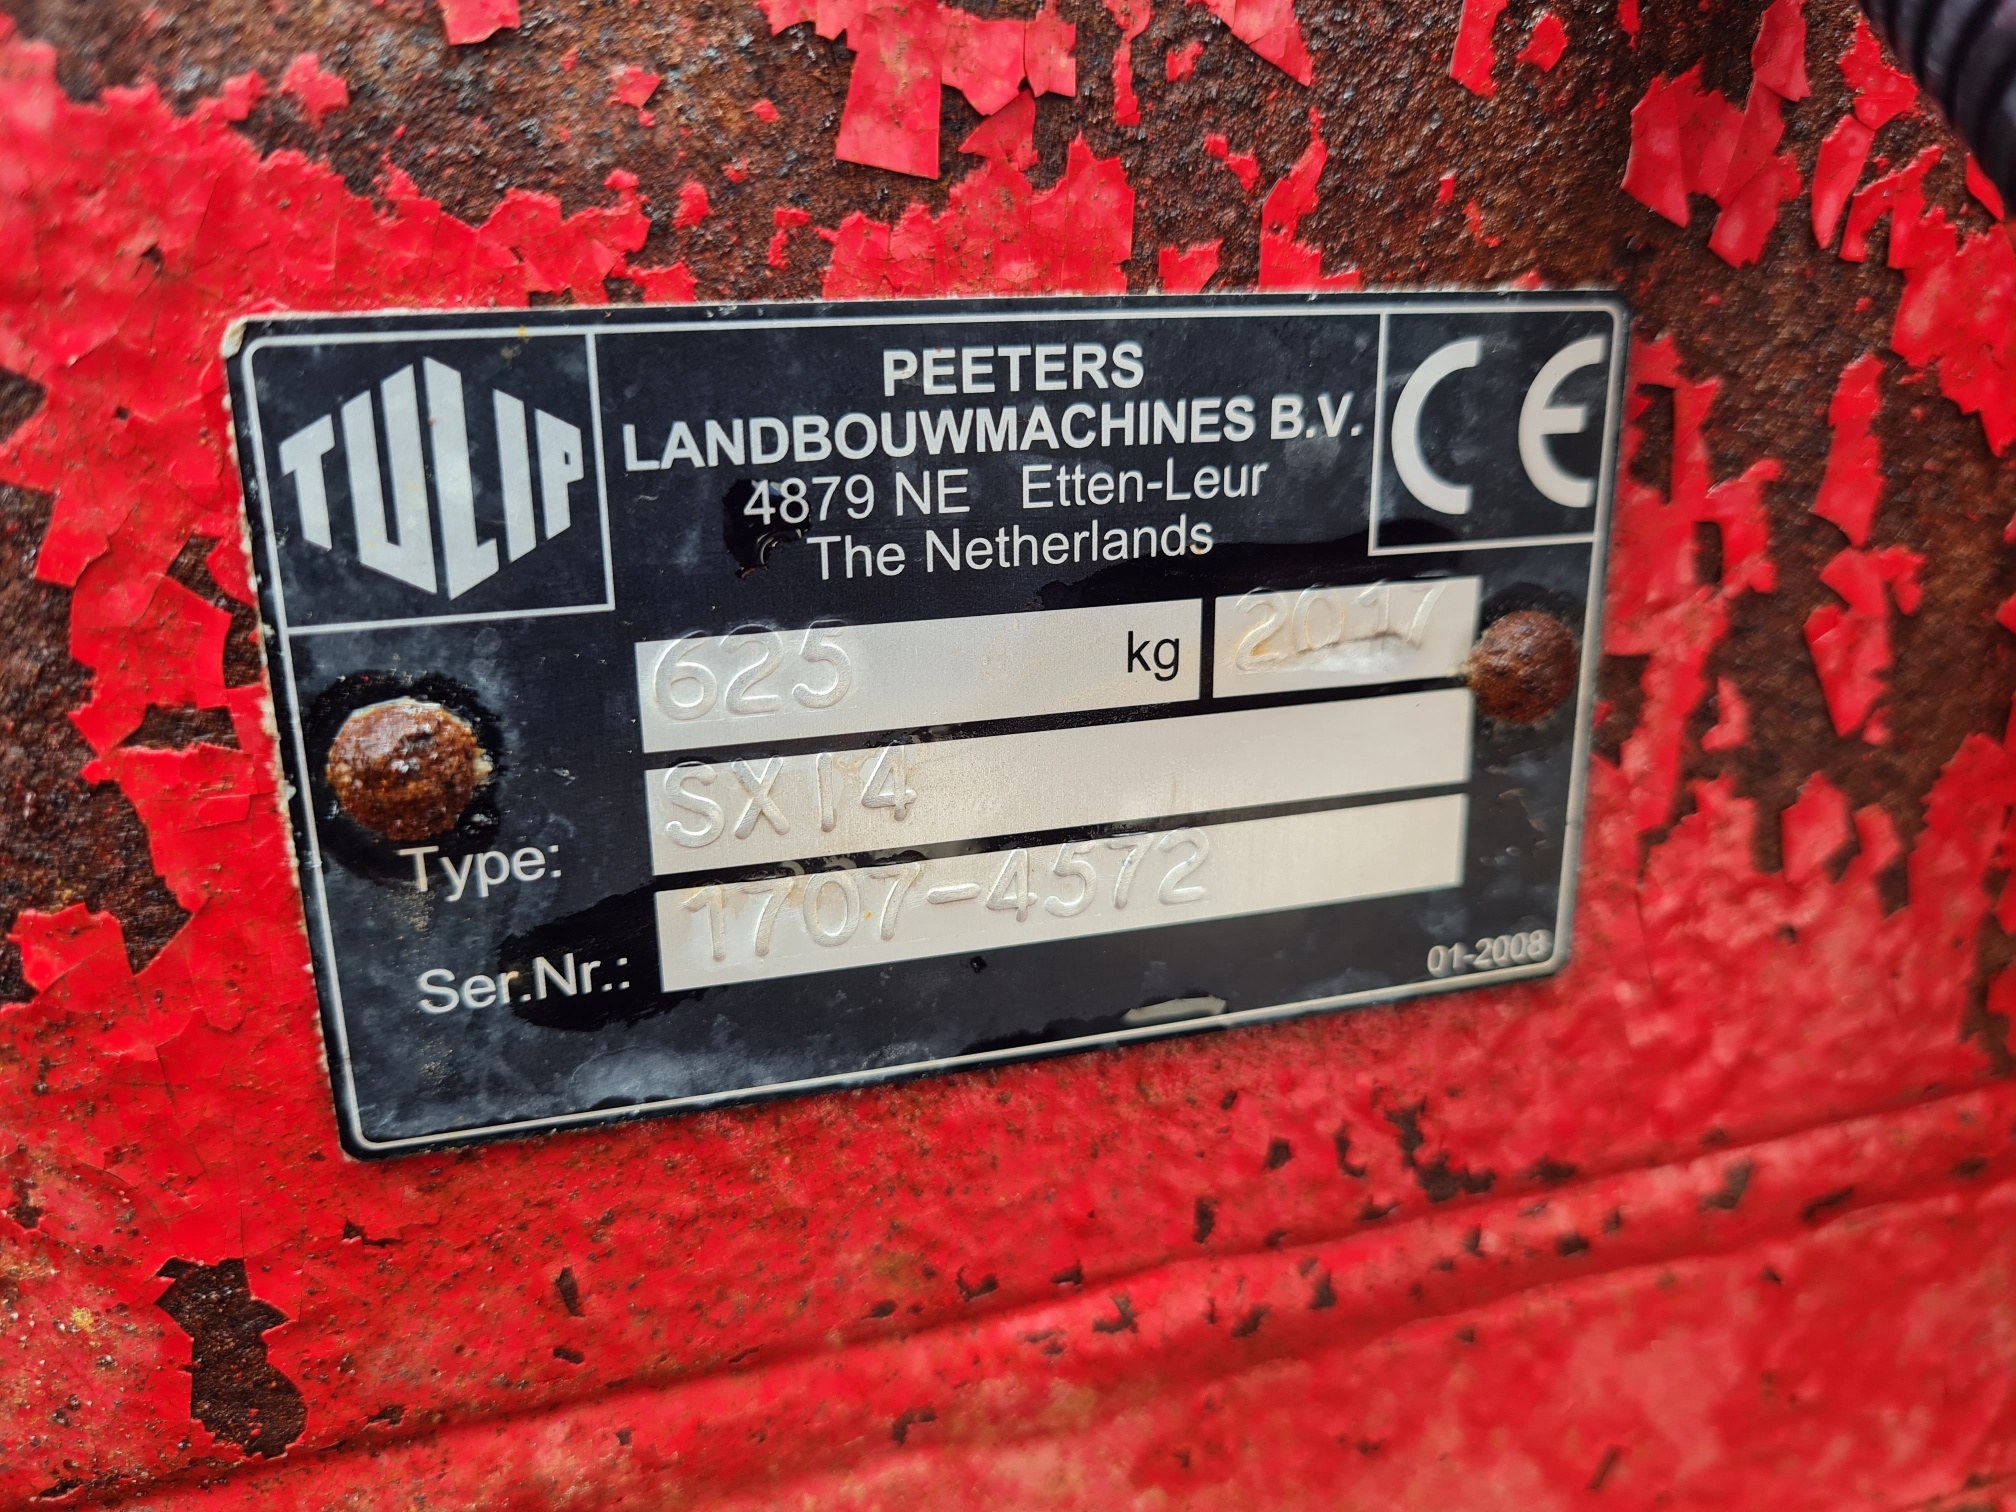 TULIP
PEETERS
LANDBOUWMACHINES B.V.
4879 NE Etten-Leur
The Netherlands
CE
625 kg 2017
Type: SX14
Ser.Nr.: 1707-4572
01-2008